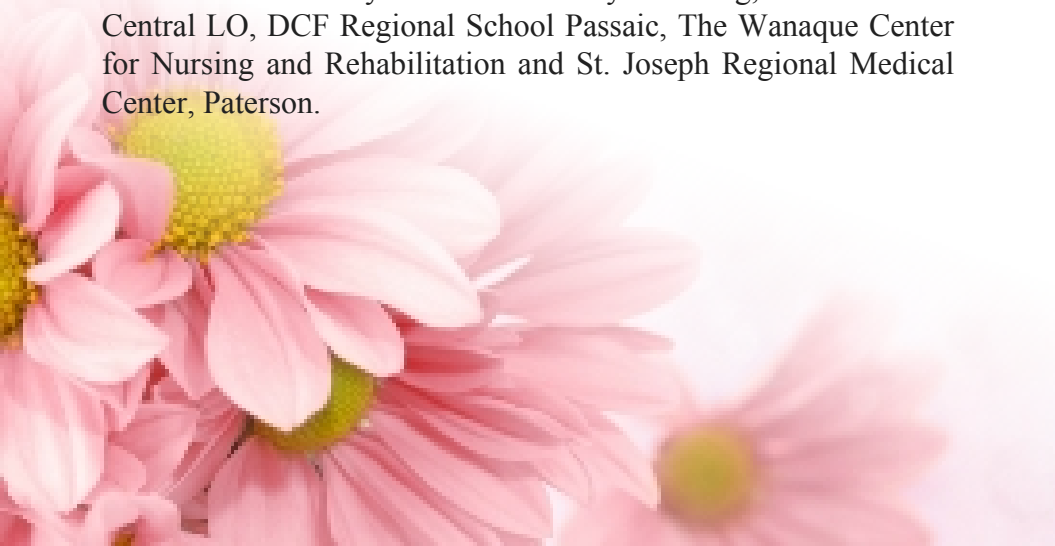 Central LO, DCF Regional School Passaic, The Wanaque Center
for Nursing and Rehabilitation and St. Joseph Regional Medical
Center, Paterson.